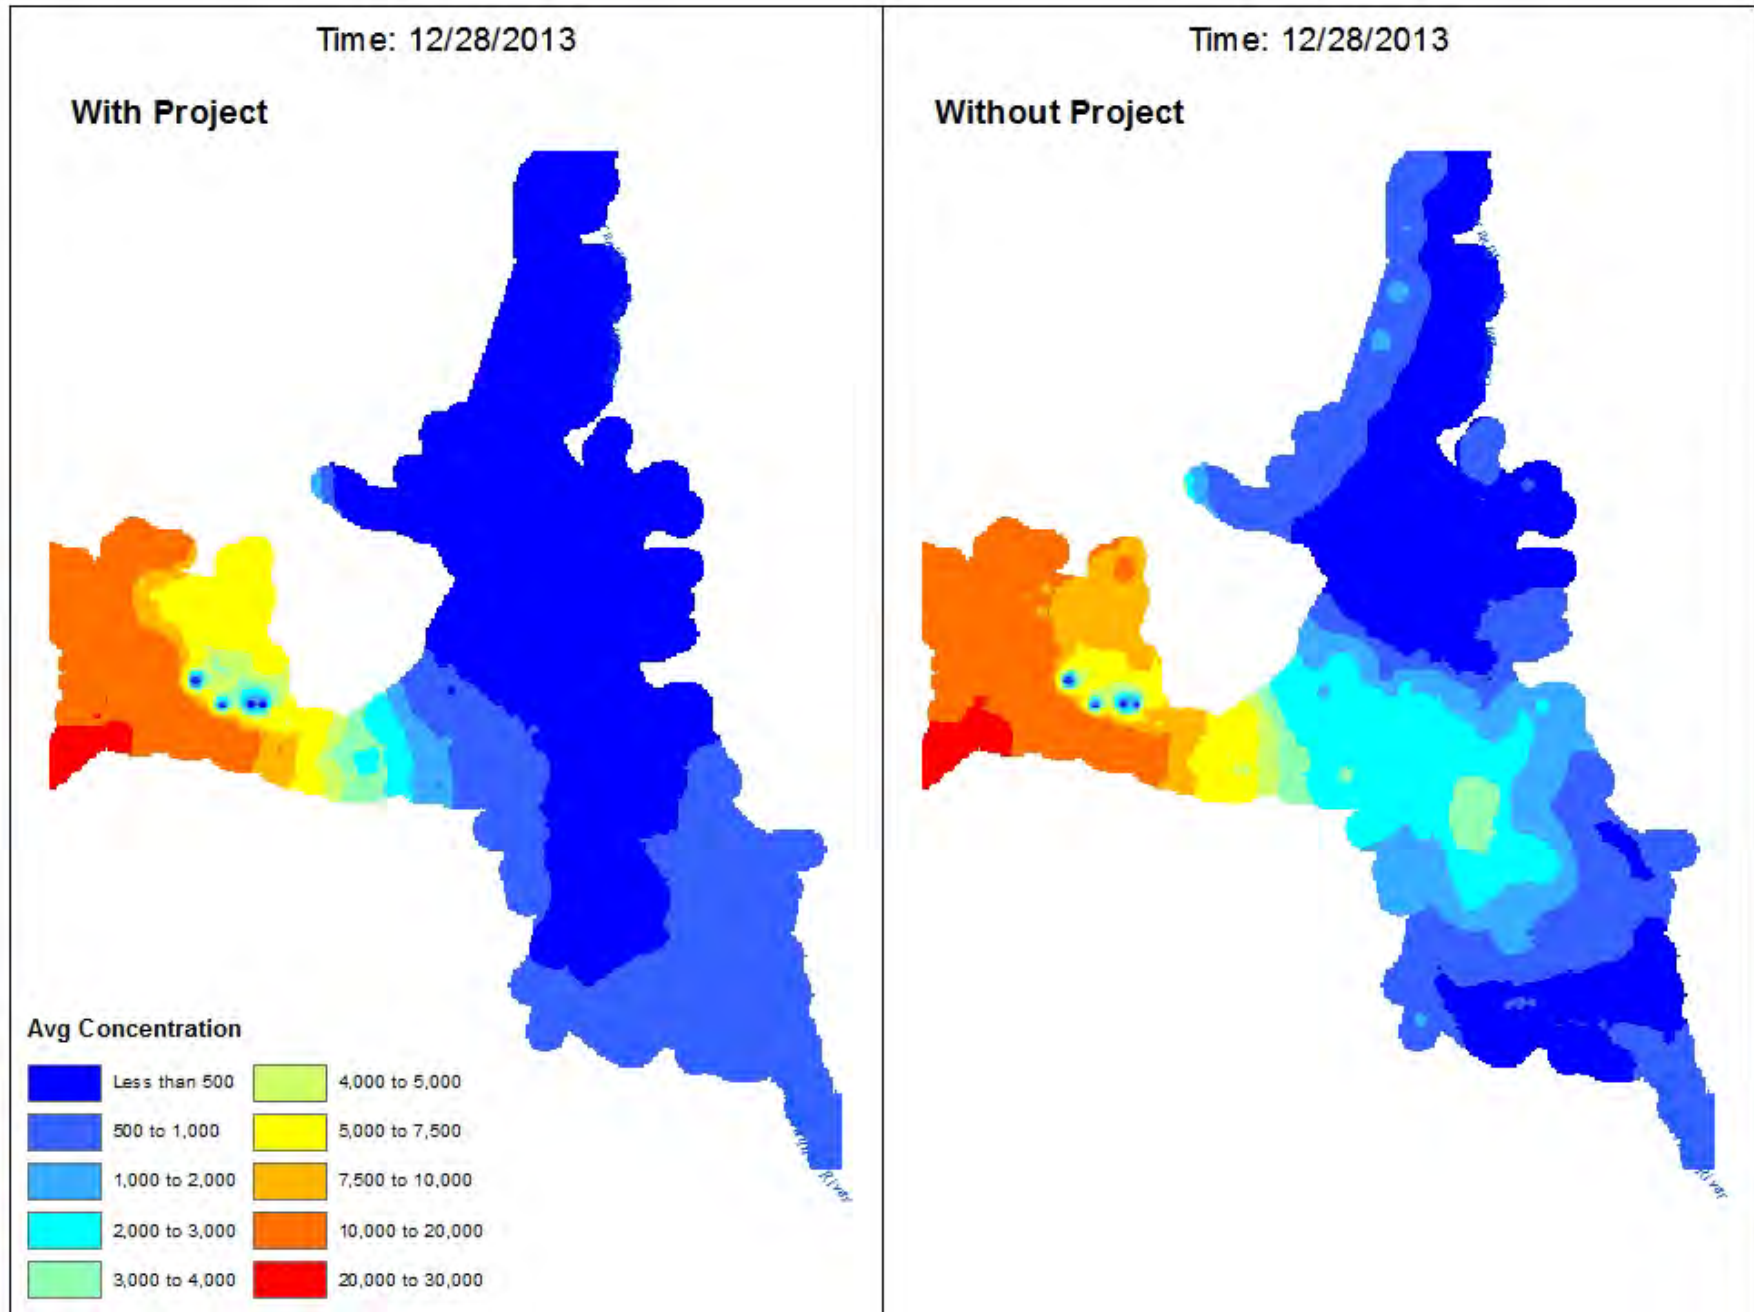 Time: 12/28/2013
With Project
Avg Concentration
Less than 500
500 to 1,000
1,000 to 2,000
2,000 to 3,000
3,000 to 4,000
4,000 to 5,000
5,000 to 7,500
7,500 to 10,000
10,000 to 20,000
20,000 to 30,000
River
Time: 12/28/2013
Without Project
River